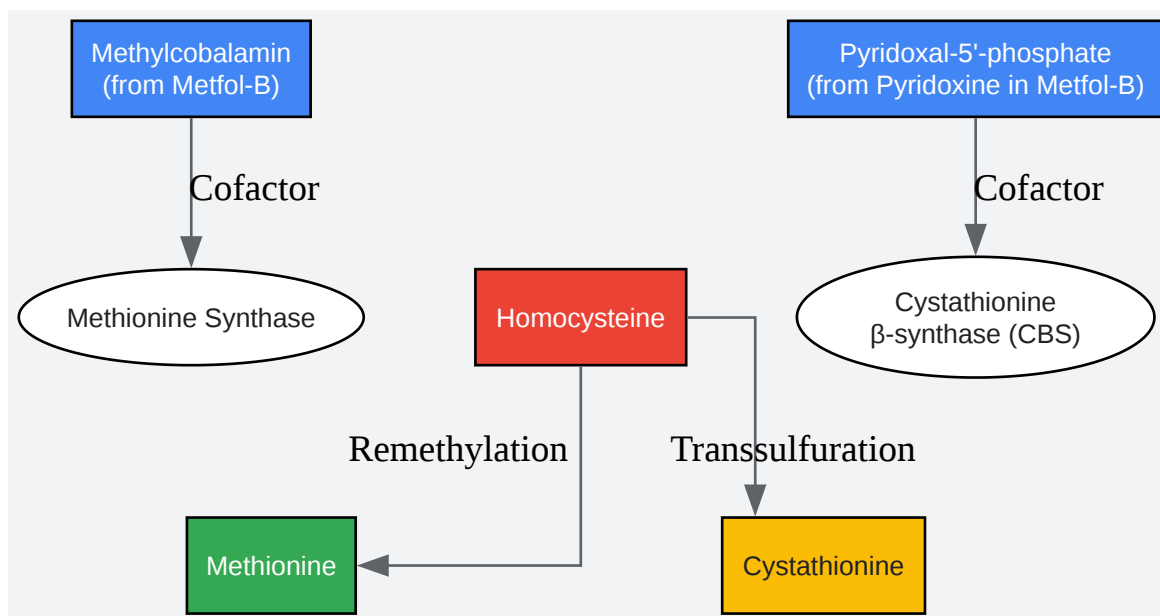 Methylcobalamin
(from Metfol-B)
Pyridoxal-5'-phosphate
(from Pyridoxine in Metfol-B)
Cofactor
Cofactor
Methionine Synthase
Homocysteine
Cystathionine
β-synthase (CBS)
Remethylation
Transsulfuration
Methionine
Cystathionine